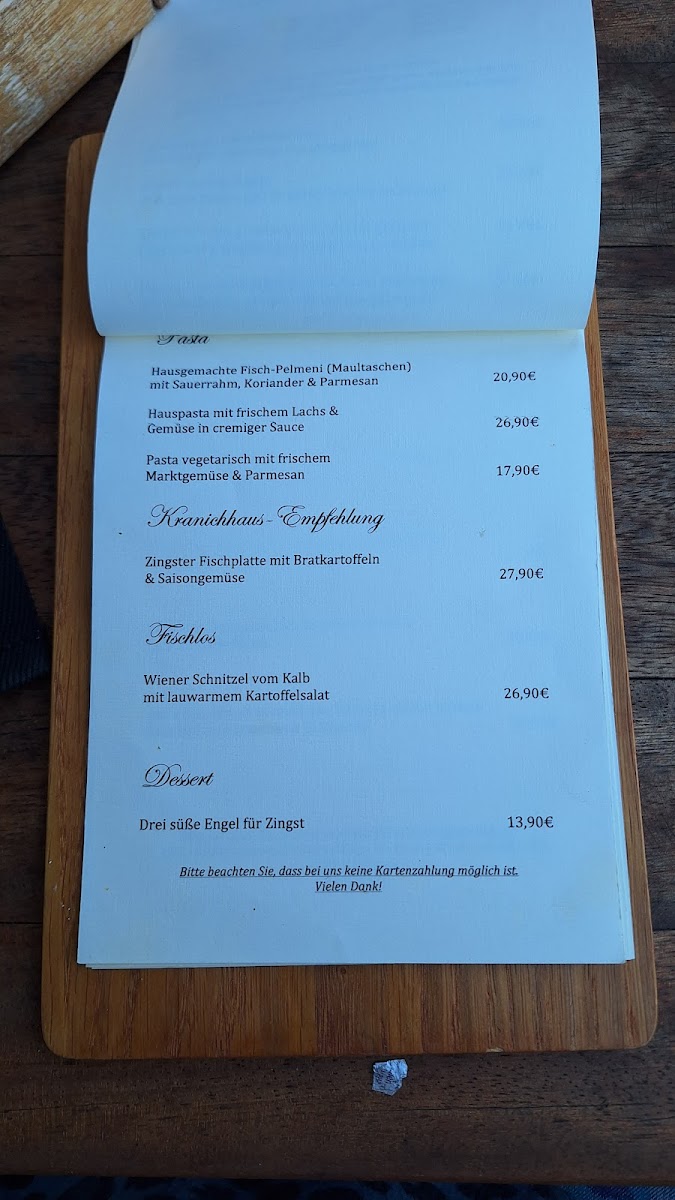 Pasta
Hausgemachte Fisch-Pelmeni (Maultaschen)
mit Sauerrahm, Koriander & Parmesan 20,90€
Hauspasta mit frischem Lachs &
Gemüse in cremiger Sauce 26,90€
Pasta vegetarisch mit frischem
Marktgemüse & Parmesan 17,90€
Kranichhaus-Empfehlung
Zingster Fischplatte mit Bratkartoffeln
& Saisongemüse 27,90€
Fischlos
Wiener Schnitzel vom Kalb
mit lauwarmem Kartoffelsalat 26,90€
Dessert
Drei süße Engel für Zingst 13,90€
Bitte beachten Sie, dass bei uns keine Kartenzahlung möglich ist.
Vielen Dank!